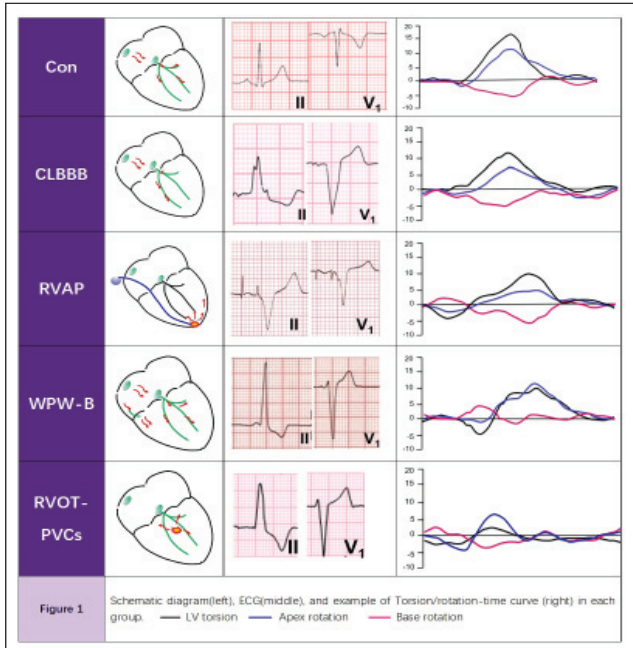 Con
II
V1
20
15
10
5
0
-5
-10
CLBBB
II
V1
20
15
10
5
0
-5
-10
RVAP
II
V1
20
15
10
5
0
-5
-10
WPW-B
II
V1
20
15
10
5
0
-5
-10
RVOT-
PVCs
II
V1
20
15
10
5
0
-5
-10
Figure 1
Schematic diagram(left), ECG(middle), and example of Torsion/rotation-time curve (right) in each
group. LV torsion Apex rotation Base rotation